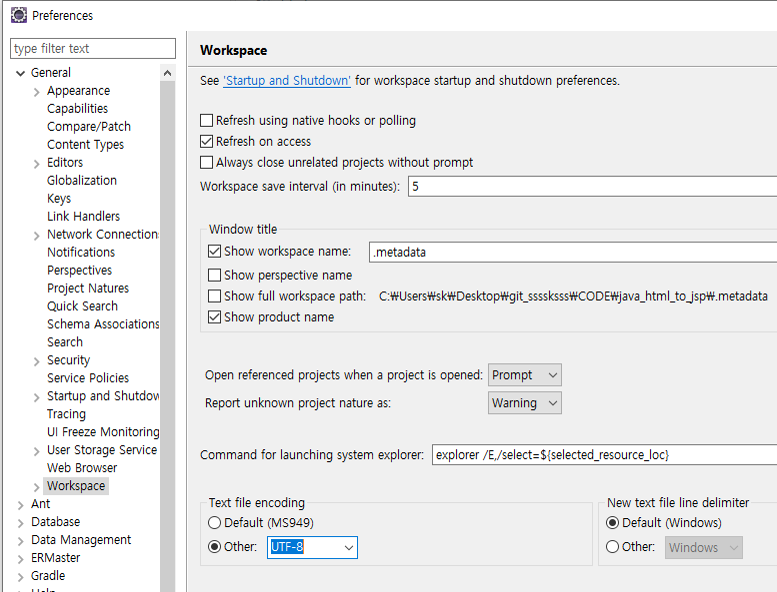 Preferences
type filter text
General
Appearance
Capabilities
Compare/Patch
Content Types
Editors
Globalization
Keys
Link Handlers
Network Connection
Notifications
Perspectives
Project Natures
Quick Search
Schema Associations
Search
Security
Service Policies
Startup and Shutdow
Tracing
UI Freeze Monitoring
User Storage Service
Web Browser
Workspace
Ant
Database
Data Management
ERMaster
Gradle
Workspace
See 'Startup and Shutdown' for workspace startup and shutdown preferences.
Refresh using native hooks or polling
Refresh on access
Always close unrelated projects without prompt
Workspace save interval (in minutes): 5
Window title
Show workspace name: .metadata
Show perspective name
Show full workspace path: C:₩Users₩sk₩Desktop₩git_ssssksss₩CODE₩java_html_to_jsp₩.metadata
Show product name
Open referenced projects when a project is opened: Prompt
Report unknown project nature as: Warning
Command for launching system explorer: explorer /E,/select=${selected_resource_loc}
Text file encoding
Default (MS949)
Other: UTF-8
New text file line delimiter
Default (Windows)
Other: Windows